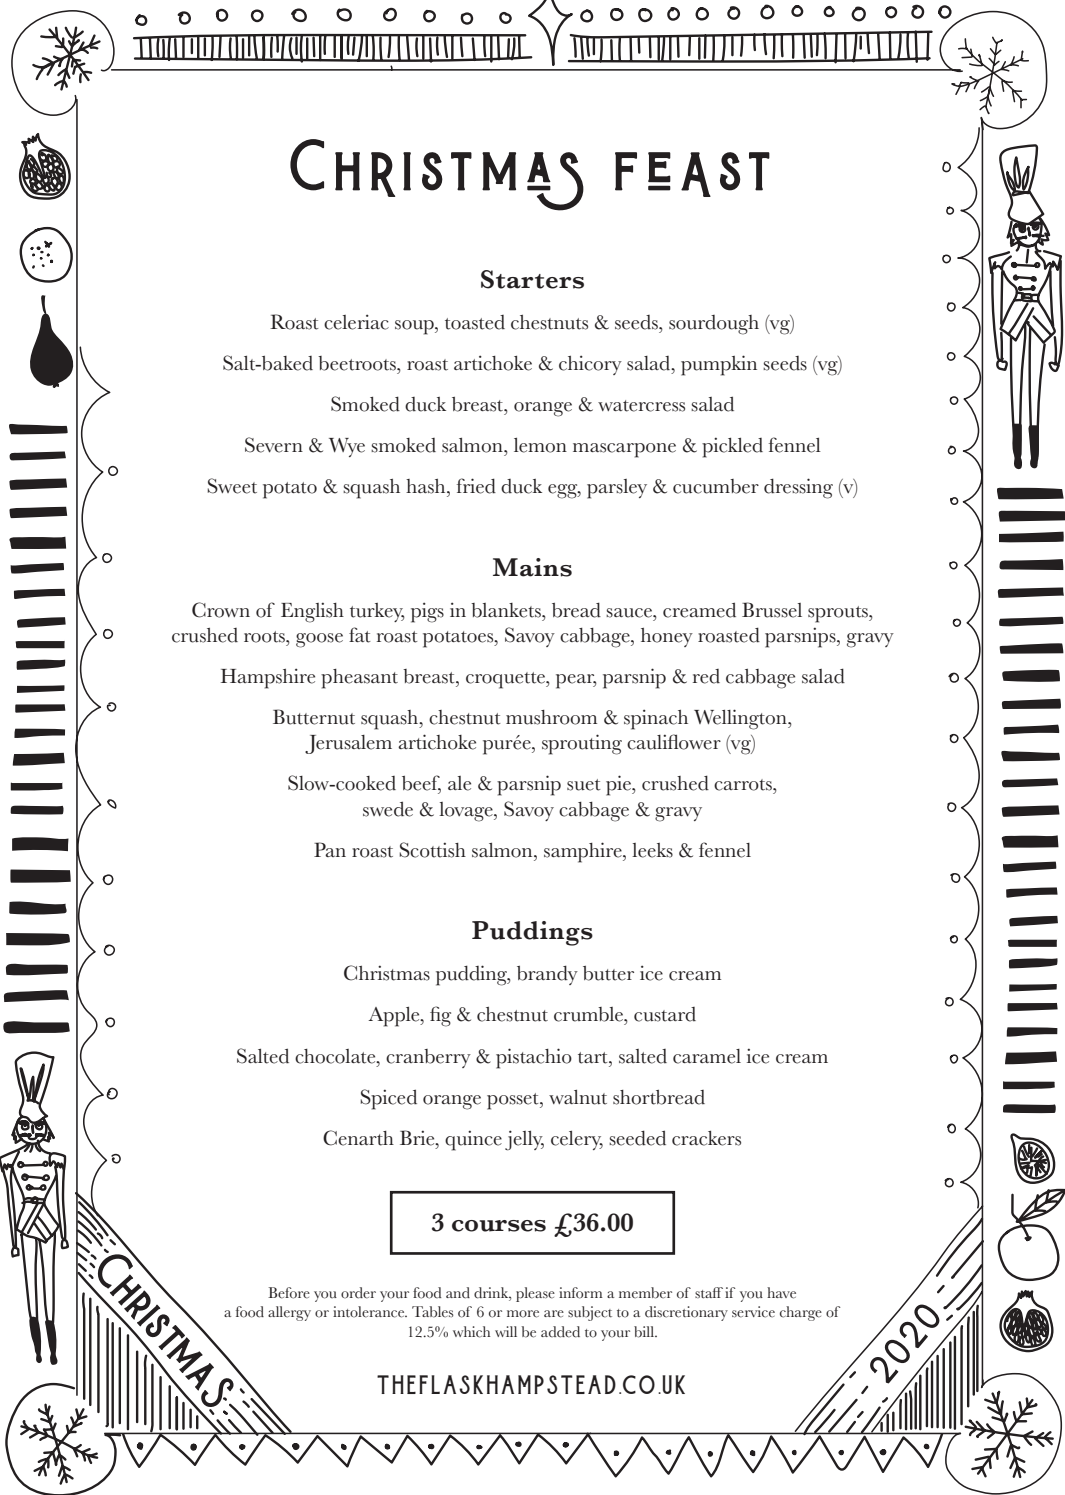 Christmas feast
Starters
Roast celeriac soup, toasted chestnuts & seeds, sourdough (vg)
Salt-baked beetroots, roast artichoke & chicory salad, pumpkin seeds (vg)
Smoked duck breast, orange & watercress salad
Severn & Wye smoked salmon, lemon mascarpone & pickled fennel
Sweet potato & squash hash, fried duck egg, parsley & cucumber dressing (v)
Mains
Crown of English turkey, pigs in blankets, bread sauce, creamed Brussel sprouts,
crushed roots, goose fat roast potatoes, Savoy cabbage, honey roasted parsnips, gravy
Hampshire pheasant breast, croquette, pear, parsnip & red cabbage salad
Butternut squash, chestnut mushroom & spinach Wellington,
Jerusalem artichoke purée, sprouting cauliflower (vg)
Slow-cooked beef, ale & parsnip suet pie, crushed carrots,
swede & lovage, Savoy cabbage & gravy
Pan roast Scottish salmon, samphire, leeks & fennel
Puddings
Christmas pudding, brandy butter ice cream
Apple, fig & chestnut crumble, custard
Salted chocolate, cranberry & pistachio tart, salted caramel ice cream
Spiced orange posset, walnut shortbread
Cenarth Brie, quince jelly, celery, seeded crackers
3 courses £36.00
Before you order your food and drink, please inform a member of staff if you have
a food allergy or intolerance. Tables of 6 or more are subject to a discretionary service charge of
12.5% which will be added to your bill.
THEFLASKHAMPSTEAD.CO.UK
CHRISTMAS
2020